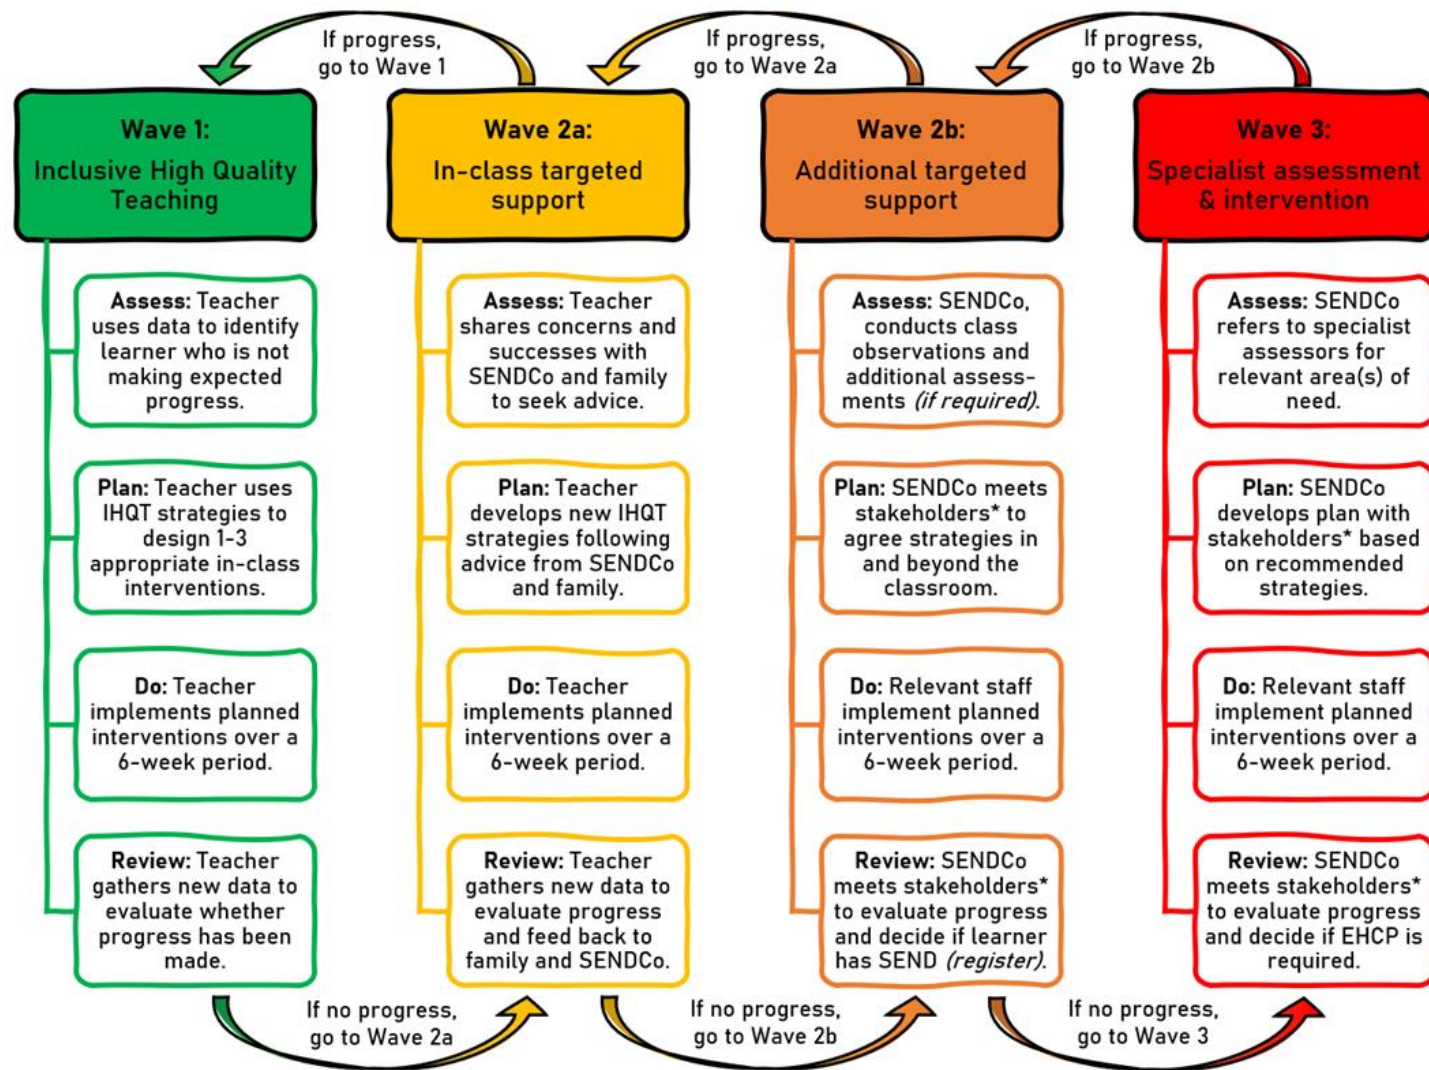 If progress,
go to Wave 1
If progress,
go to Wave 2a
If progress,
go to Wave 2b
Wave 1:
Inclusive High Quality
Teaching
Assess: Teacher
uses data to identify
learner who is not
making expected
progress.
Plan: Teacher uses
IHQT strategies to
design 1-3
appropriate in-class
interventions.
Do: Teacher
implements planned
interventions over a
6-week period.
Review: Teacher
gathers new data to
evaluate whether
progress has been
made.
Wave 2a:
In-class targeted
support
Assess: Teacher
shares concerns and
successes with
SENDCo and family
to seek advice.
Plan: Teacher
develops new IHQT
strategies following
advice from SENDCo
and family.
Do: Teacher
implements planned
interventions over a
6-week period.
Review: Teacher
gathers new data to
evaluate progress
and feed back to
family and SENDCo.
Wave 2b:
Additional targeted
support
Assess: SENDCo,
conducts class
observations and
additional assess-
ments (if required).
Plan: SENDCo meets
stakeholders* to
agree strategies in
and beyond the
classroom.
Do: Relevant staff
implement planned
interventions over a
6-week period.
Review: SENDCo
meets stakeholders*
to evaluate progress
and decide if learner
has SEND (register).
Wave 3:
Specialist assessment
& intervention
Assess: SENDCo
refers to specialist
assessors for
relevant area(s) of
need.
Plan: SENDCo
develops plan with
stakeholders* based
on recommended
strategies.
Do: Relevant staff
implement planned
interventions over a
6-week period.
Review: SENDCo
meets stakeholders*
to evaluate progress
and decide if EHCP is
required.
If no progress,
go to Wave 2a
If no progress,
go to Wave 2b
If no progress,
go to Wave 3